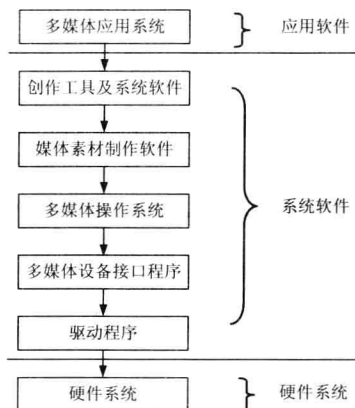 多媒体应用系统
应用软件
创作工具及系统软件
媒体素材制作软件
多媒体操作系统
系统软件
多媒体设备接口程序
驱动程序
硬件系统
硬件系统